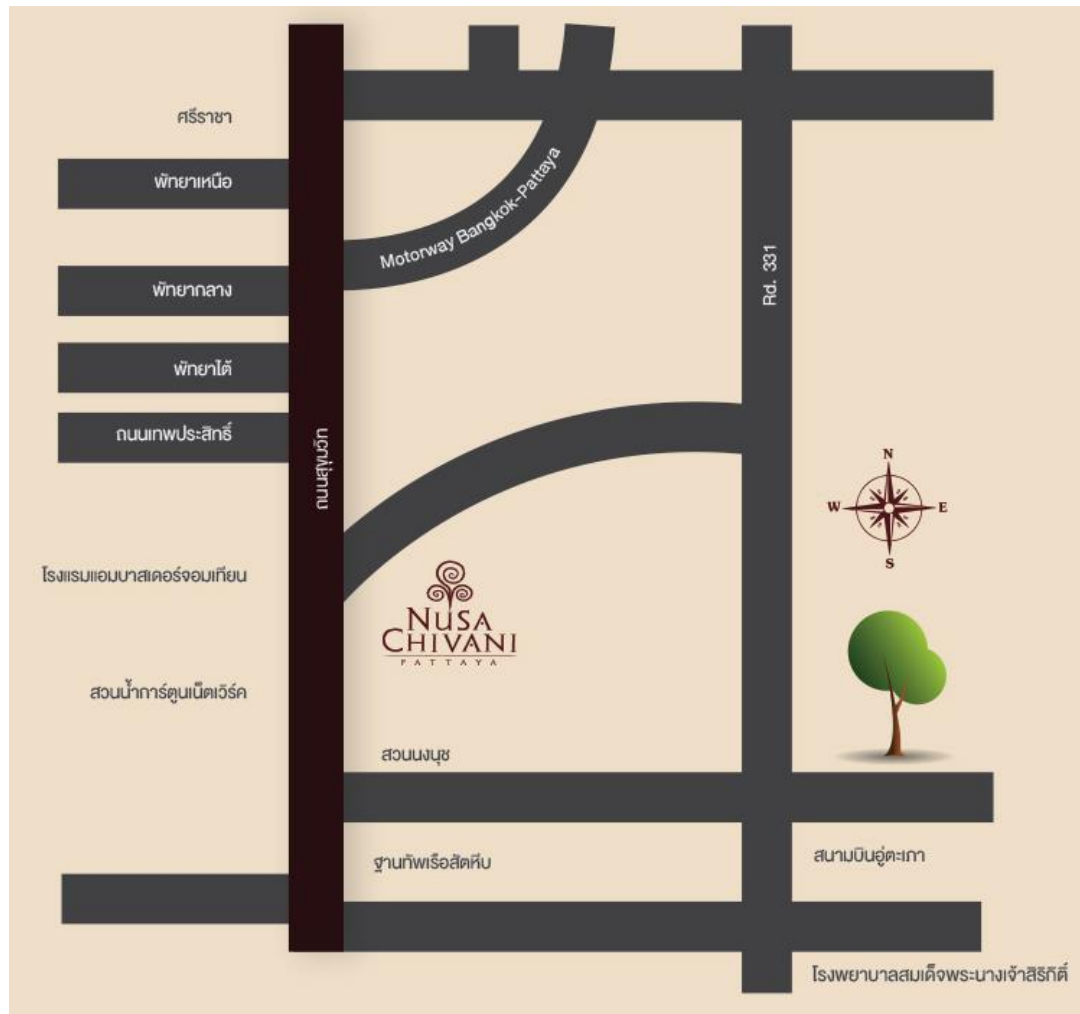 ศรีราชา
พัทยาเหนือ
Motorway Bangkok-Pattaya
พัทยากลาง
Rd. 331
พัทยาใต้
ถนนเทพประสิทธิ์
ถนนสุขุมวิท
N
W
E
S
โรงแรมแอมบาสเดอร์จอมเทียน
NUSA
CHIVANI
PATTAYA
สวนน้ำการ์ตูนเน็ตเวิร์ค
สวนนงนุช
ฐานทัพเรือสัตหีบ
สนามบินอู่ตะเภา
โรงพยาบาลสมเด็จพระนางเจ้าสิริกิติ์